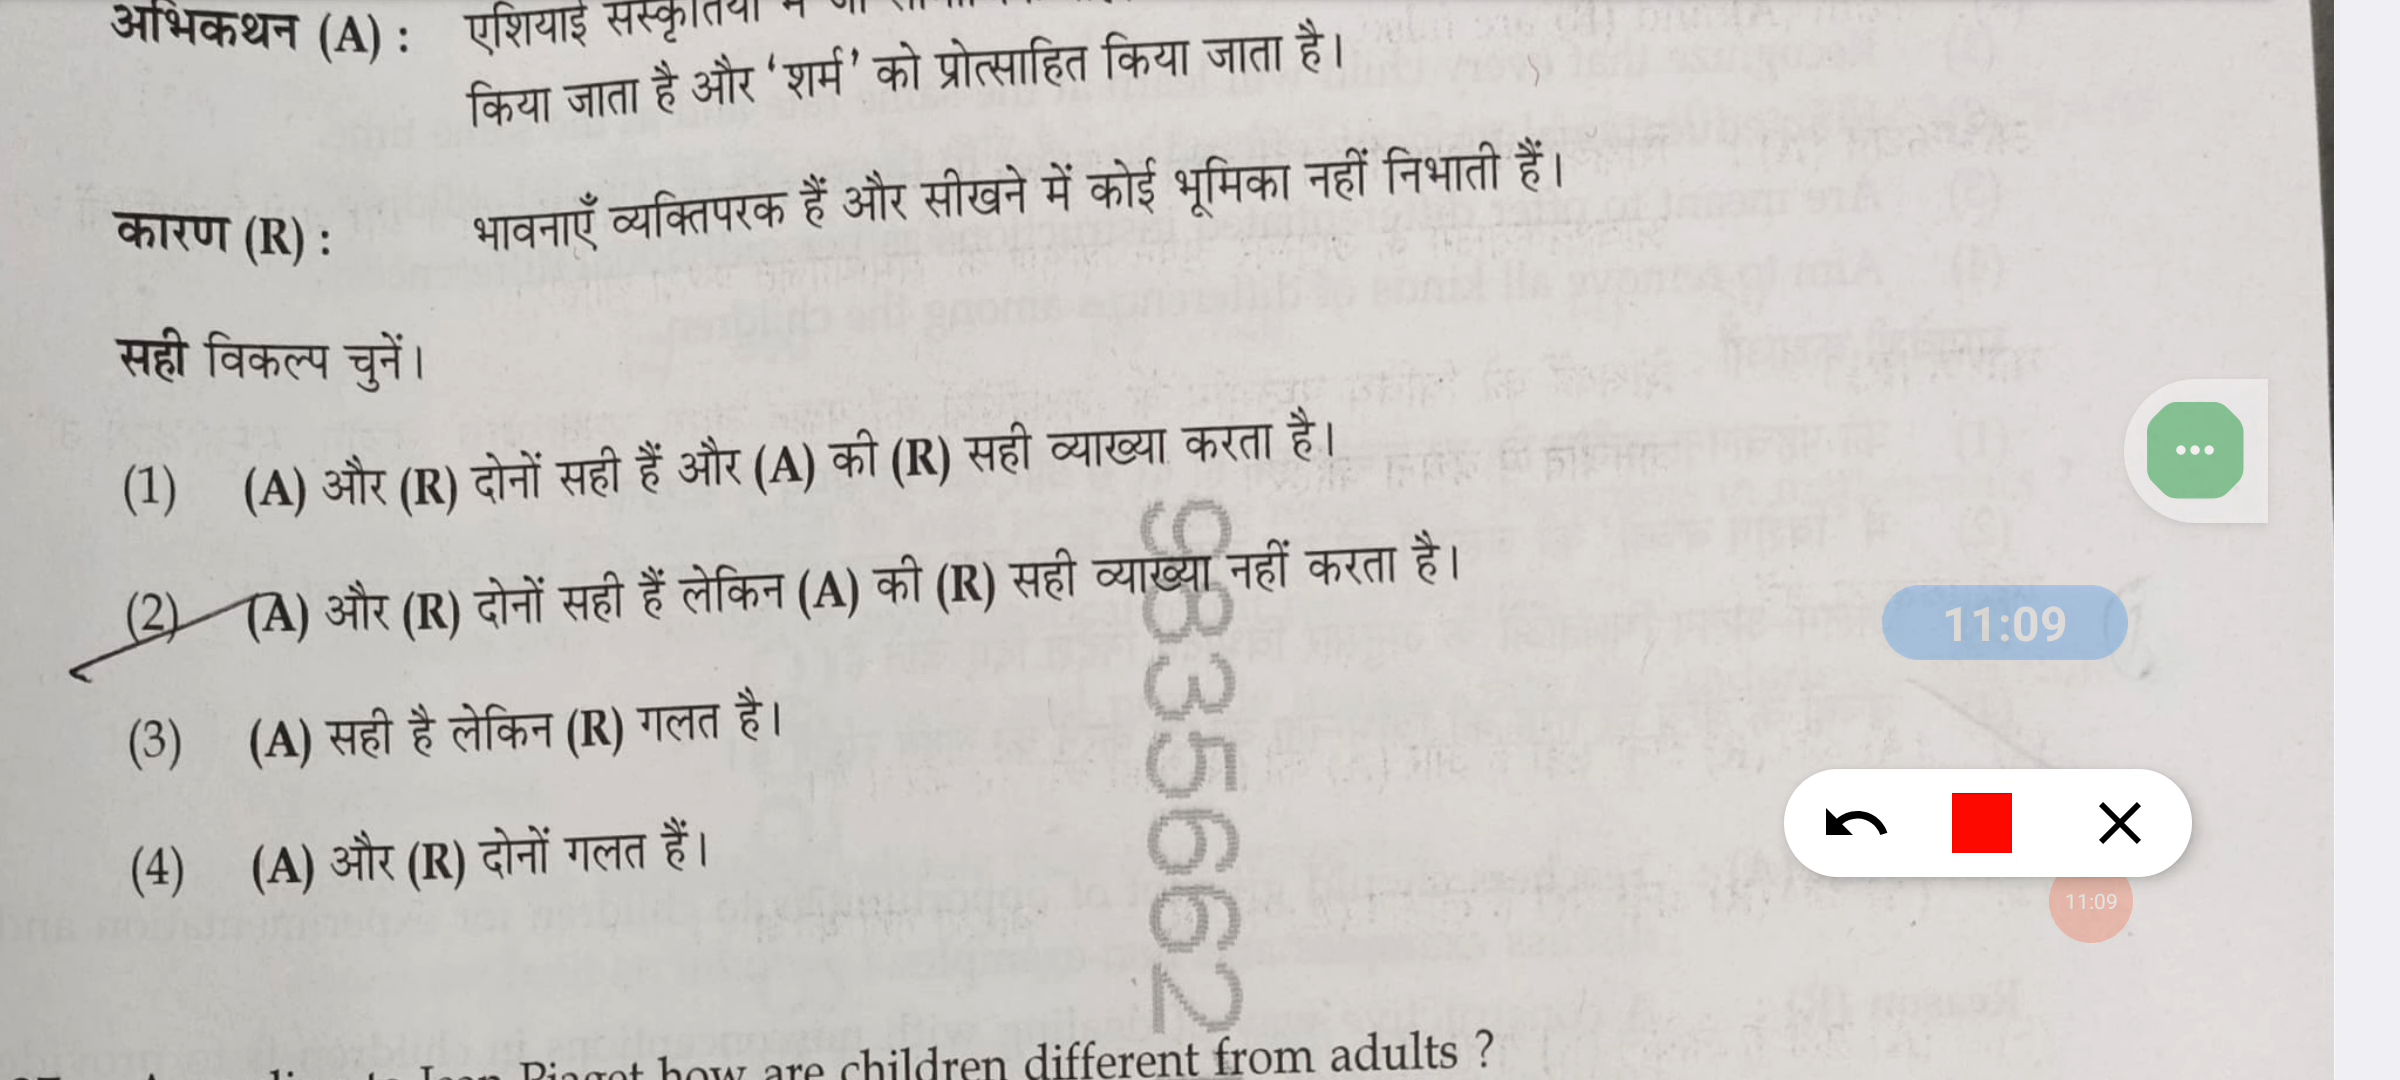 अभिकथन (A) : एशियाई संस्कृतियों में
किया जाता है और 'शर्म' को प्रोत्साहित किया जाता है।
कारण (R) : भावनाएँ व्यक्तिपरक हैं और सीखने में कोई भूमिका नहीं निभाती हैं।
सही विकल्प चुनें।
(1) (A) और (R) दोनों सही हैं और (A) की (R) सही व्याख्या करता है।
(2) (A) और (R) दोनों सही हैं लेकिन (A) की (R) सही व्याख्या नहीं करता है।
(3) (A) सही है लेकिन (R) गलत है।
(4) (A) और (R) दोनों गलत हैं।
98355662
11:09
11:09
Piaget how are children different from adults ?